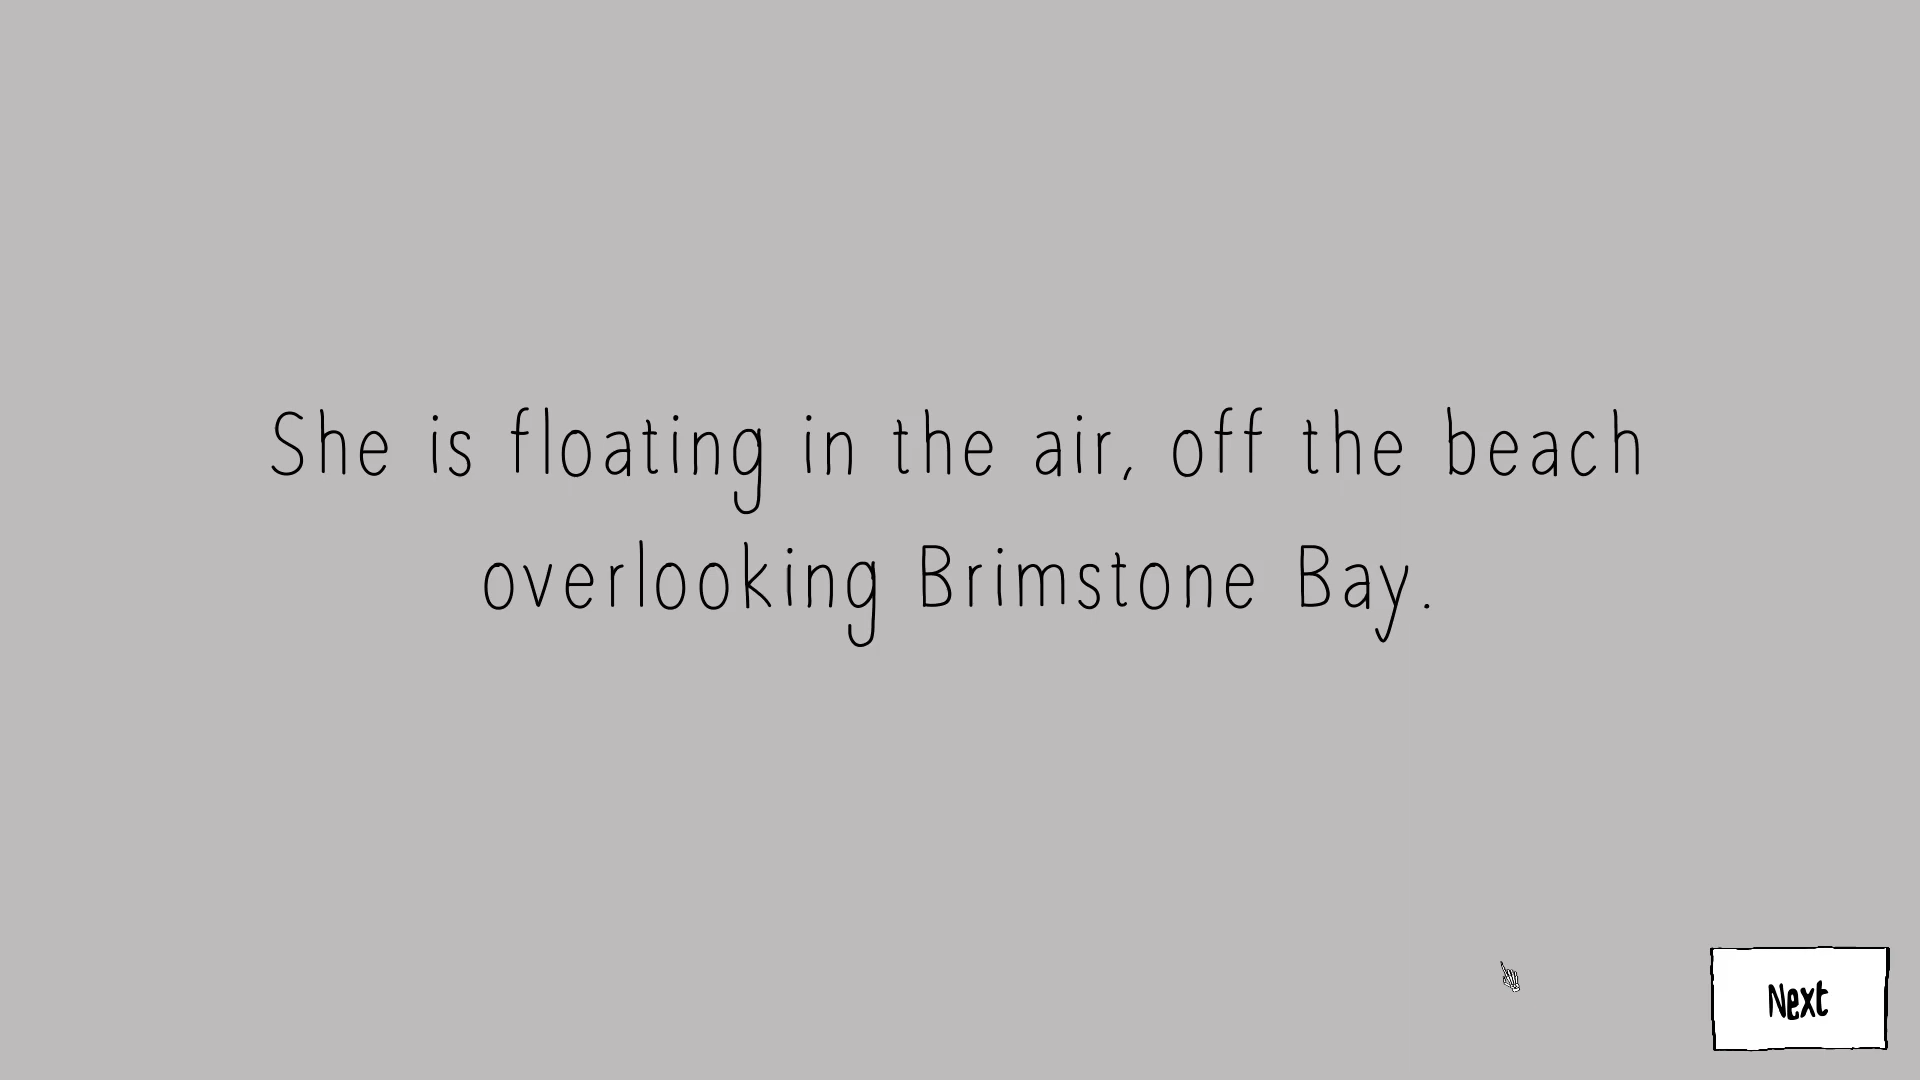 She is floating in the air, off the beach
overlooking Brimstone Bay.
Next